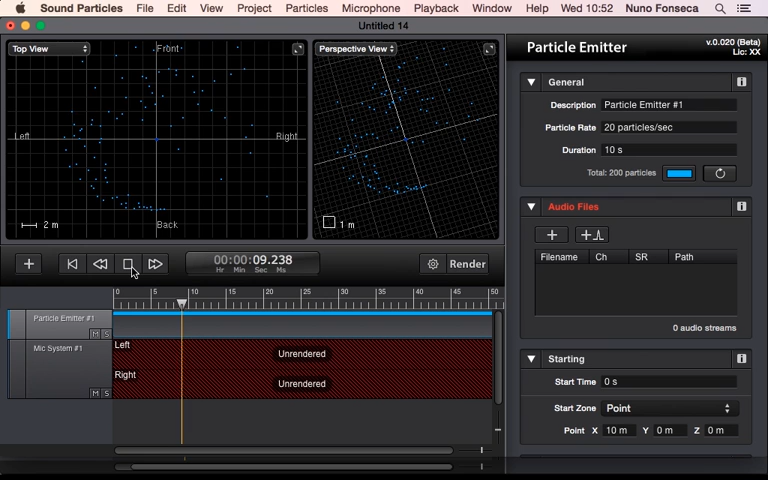 Sound Particles File Edit View Project Particles Microphone Playback Window Help Wed 10:52 Nuno Fonseca
Untitled 14
Top View
Front
Left
Right
Back
2 m
Perspective View
1 m
Particle Emitter
v.0.020 (Beta)
Lic: XX
General
Description Particle Emitter #1
Particle Rate 20 particles/sec
Duration 10 s
Total: 200 particles
Audio Files
Filename Ch SR Path
0 audio streams
Starting
Start Time 0 s
Start Zone Point
Point X 10 m Y 0 m Z 0 m
00:00:09.238
Hr Min Sec Ms
Render
0 5 10 15 20 25 30 35 40 45 50
Particle Emitter #1
M S
Mic System #1
M S
Left
Unrendered
Right
Unrendered